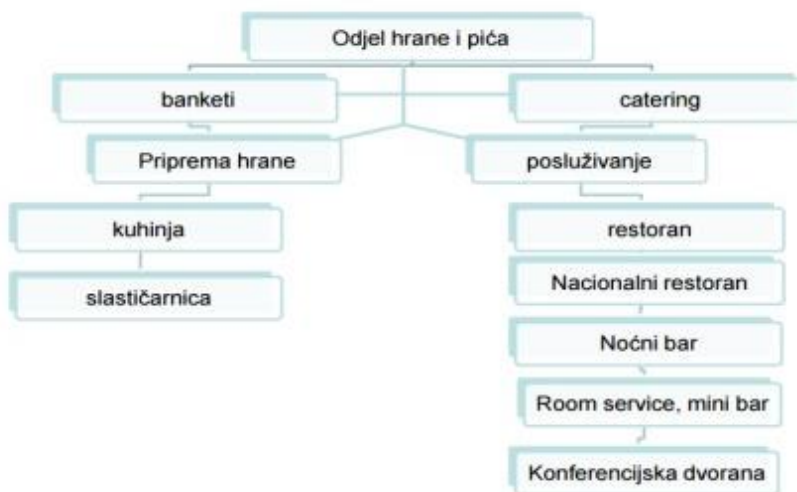 Odjel hrane i pića
banketi
catering
Priprema hrane
posluživanje
kuhinja
restoran
slastičarnica
Nacionalni restoran
Noćni bar
Room service, mini bar
Konferencijska dvorana